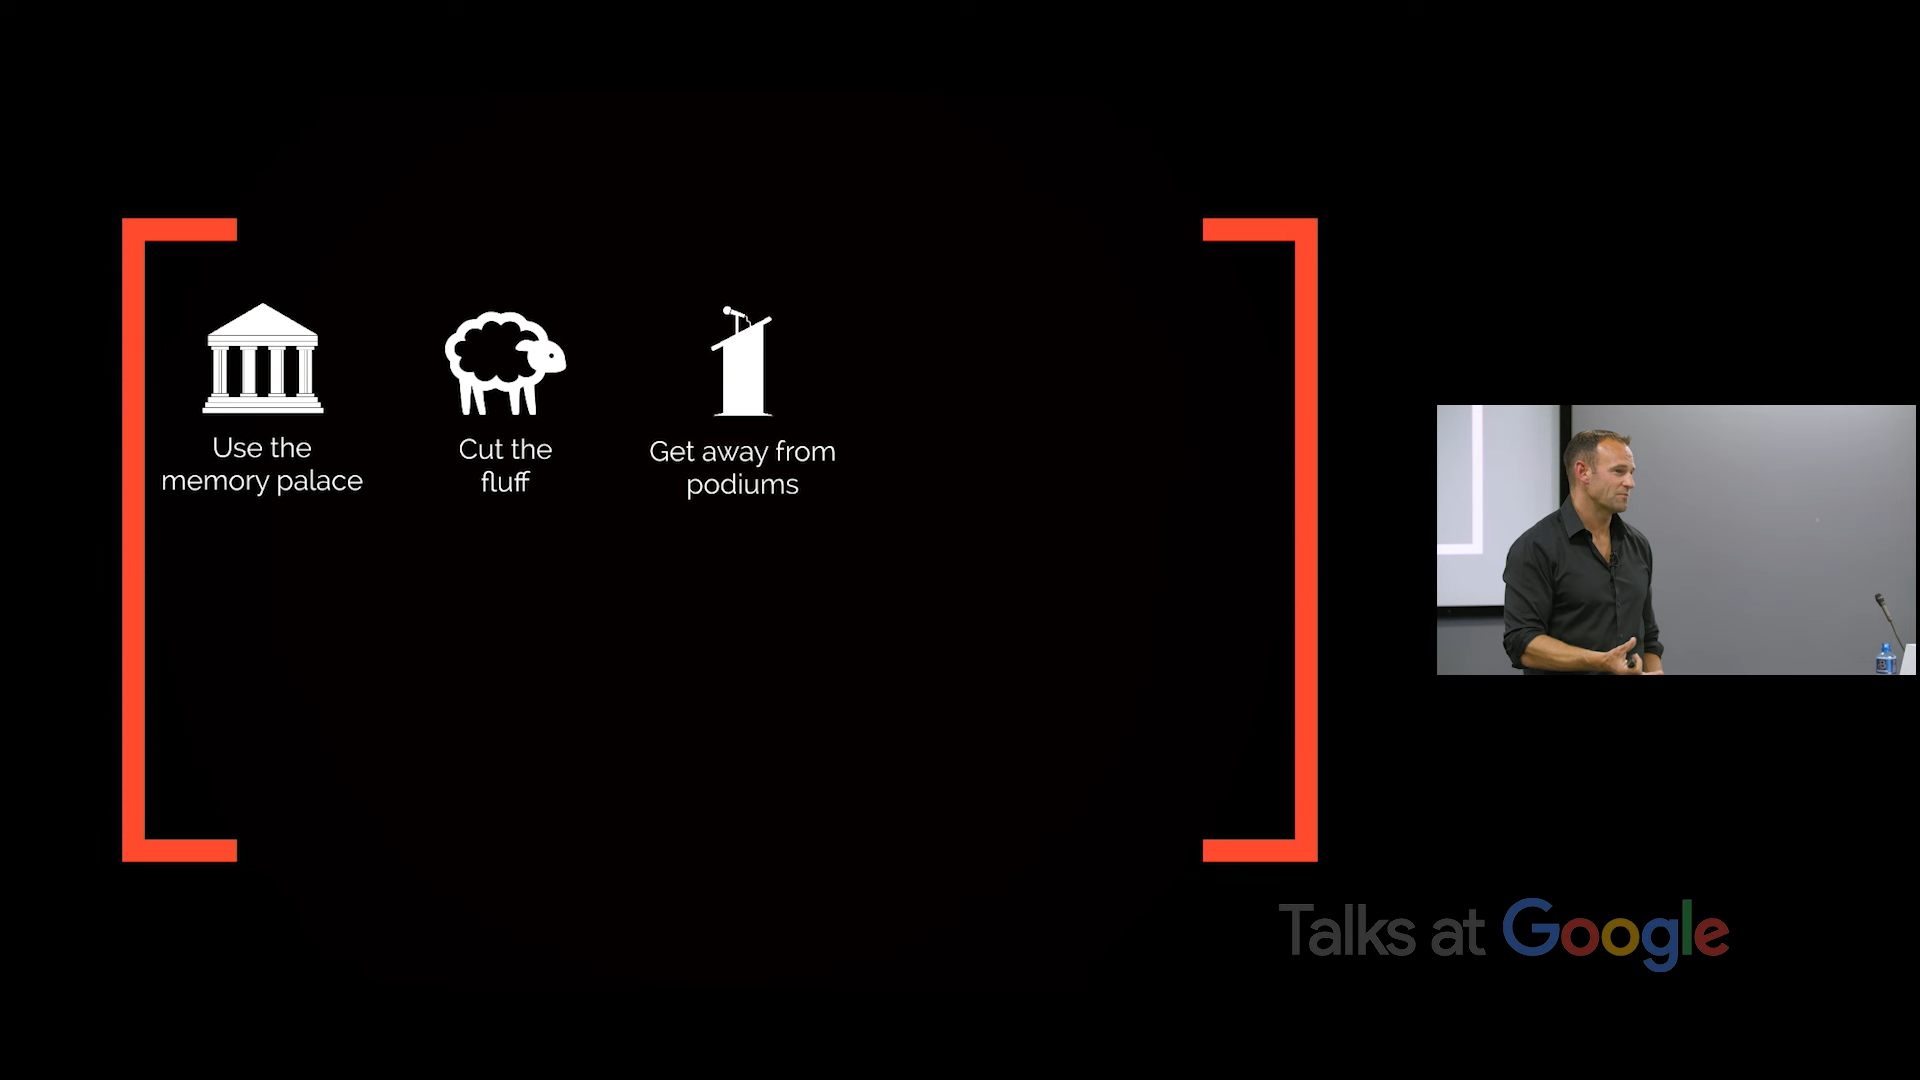 Use the
memory palace
Cut the
fluff
Get away from
podiums
Talks at Google